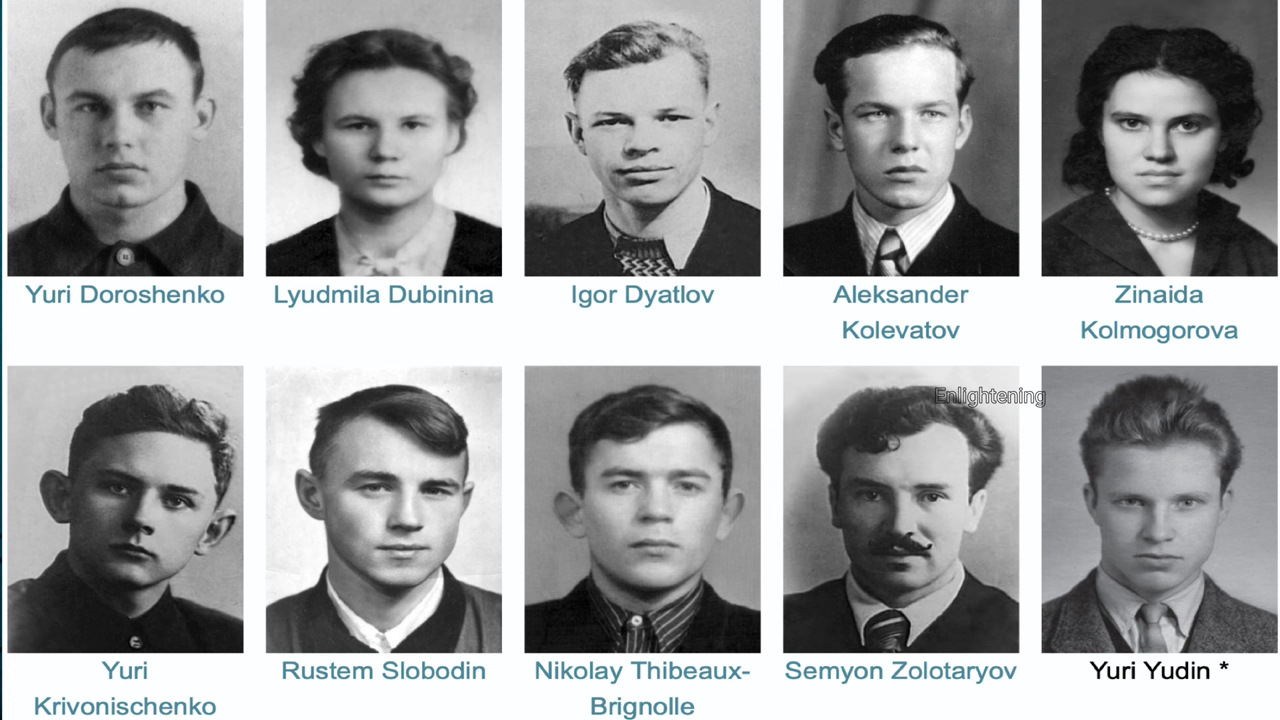 Yuri Doroshenko
Lyudmila Dubinina
Igor Dyatlov
Aleksander
Kolevatov
Zinaida
Kolmogorova
Enlightening
Yuri
Krivonischenko
Rustem Slobodin
Nikolay Thibeaux-
Brignolle
Semyon Zolotaryov
Yuri Yudin *